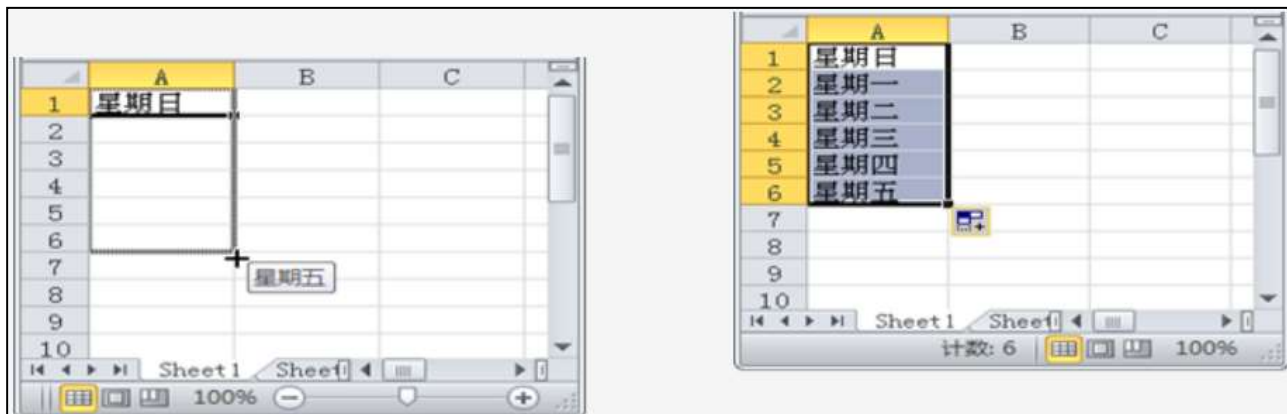 A B C
1 星期日
2
3
4
5
6
7
星期五
8
9
10
Sheet1 Sheet
100%
A B C
1 星期日
2 星期一
3 星期二
4 星期三
5 星期四
6 星期五
7
8
9
10
Sheet1 Sheet
计数: 6 100%